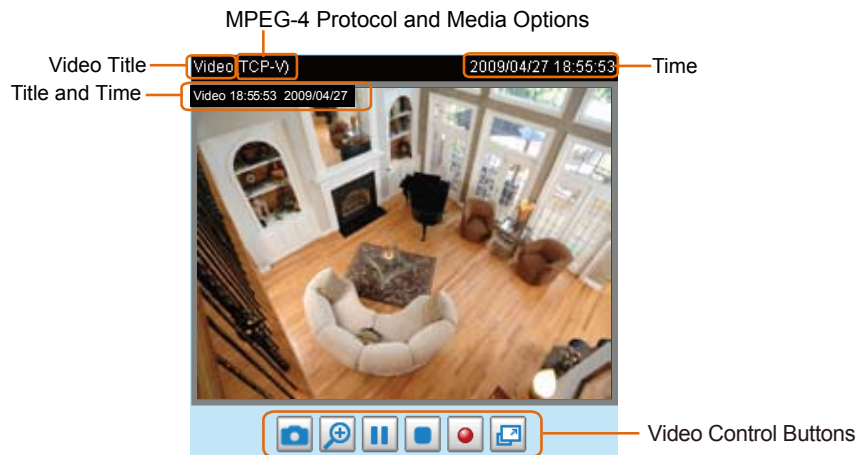 MPEG-4 Protocol and Media Options
Video Title
Video TCP-V)
2009/04/27 18:55:53
Time
Title and Time
Video 18:55:53 2009/04/27
Video Control Buttons